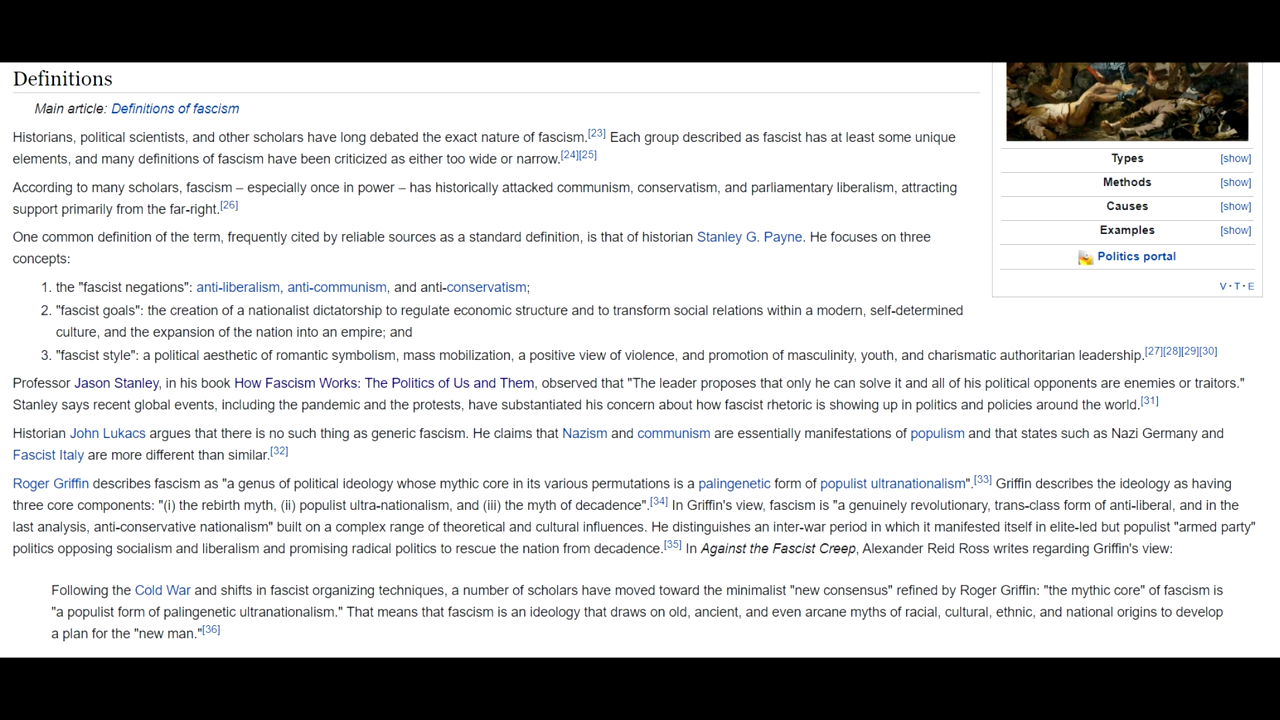 Definitions
Main article: Definitions of fascism
Historians, political scientists, and other scholars have long debated the exact nature of fascism.[23] Each group described as fascist has at least some unique
elements, and many definitions of fascism have been criticized as either too wide or narrow.[24][25]
According to many scholars, fascism – especially once in power – has historically attacked communism, conservatism, and parliamentary liberalism, attracting
support primarily from the far-right.[26]
One common definition of the term, frequently cited by reliable sources as a standard definition, is that of historian Stanley G. Payne. He focuses on three
concepts:
1. the "fascist negations": anti-liberalism, anti-communism, and anti-conservatism;
2. "fascist goals": the creation of a nationalist dictatorship to regulate economic structure and to transform social relations within a modern, self-determined
culture, and the expansion of the nation into an empire; and
3. "fascist style": a political aesthetic of romantic symbolism, mass mobilization, a positive view of violence, and promotion of masculinity, youth, and charismatic authoritarian leadership.[27][28][29][30]
Professor Jason Stanley, in his book How Fascism Works: The Politics of Us and Them, observed that "The leader proposes that only he can solve it and all of his political opponents are enemies or traitors."
Stanley says recent global events, including the pandemic and the protests, have substantiated his concern about how fascist rhetoric is showing up in politics and policies around the world.[31]
Historian John Lukacs argues that there is no such thing as generic fascism. He claims that Nazism and communism are essentially manifestations of populism and that states such as Nazi Germany and
Fascist Italy are more different than similar.[32]
Roger Griffin describes fascism as "a genus of political ideology whose mythic core in its various permutations is a palingenetic form of populist ultranationalism".[33] Griffin describes the ideology as having
three core components: "(i) the rebirth myth, (ii) populist ultra-nationalism, and (iii) the myth of decadence".[34] In Griffin's view, fascism is "a genuinely revolutionary, trans-class form of anti-liberal, and in the
last analysis, anti-conservative nationalism" built on a complex range of theoretical and cultural influences. He distinguishes an inter-war period in which it manifested itself in elite-led but populist "armed party"
politics opposing socialism and liberalism and promising radical politics to rescue the nation from decadence.[35] In Against the Fascist Creep, Alexander Reid Ross writes regarding Griffin's view:
Following the Cold War and shifts in fascist organizing techniques, a number of scholars have moved toward the minimalist "new consensus" refined by Roger Griffin: "the mythic core" of fascism is
"a populist form of palingenetic ultranationalism." That means that fascism is an ideology that draws on old, ancient, and even arcane myths of racial, cultural, ethnic, and national origins to develop
a plan for the "new man."[36]
Types [show]
Methods [show]
Causes [show]
Examples [show]
Politics portal
V · T · E